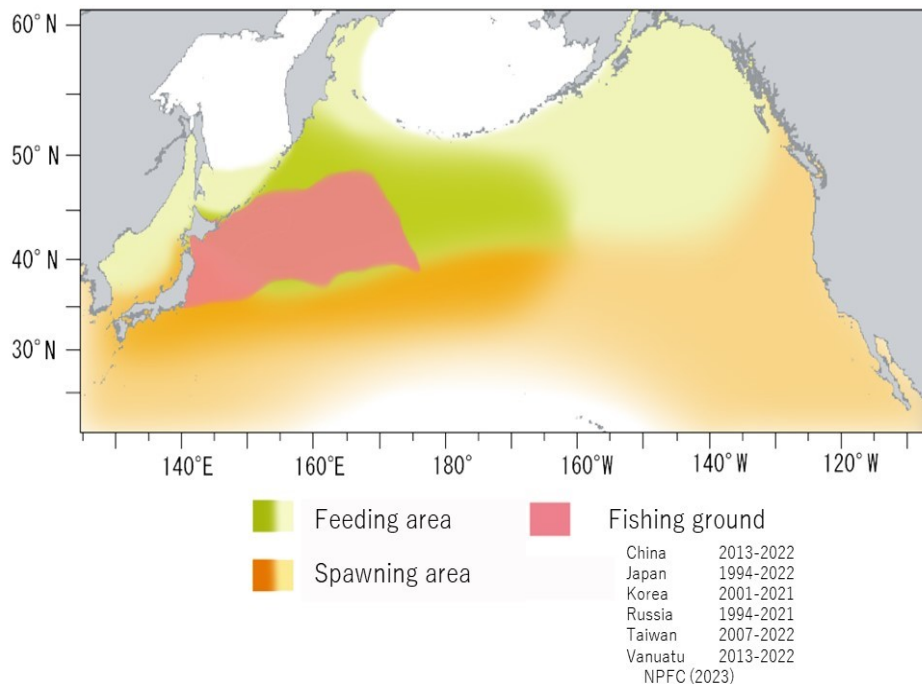 60° N
50° N
40° N
30° N
140°E 160°E 180° 160°W 140°W 120°W
Feeding area
Spawning area
Fishing ground
China 2013-2022
Japan 1994-2022
Korea 2001-2021
Russia 1994-2021
Taiwan 2007-2022
Vanuatu 2013-2022
NPFC (2023)